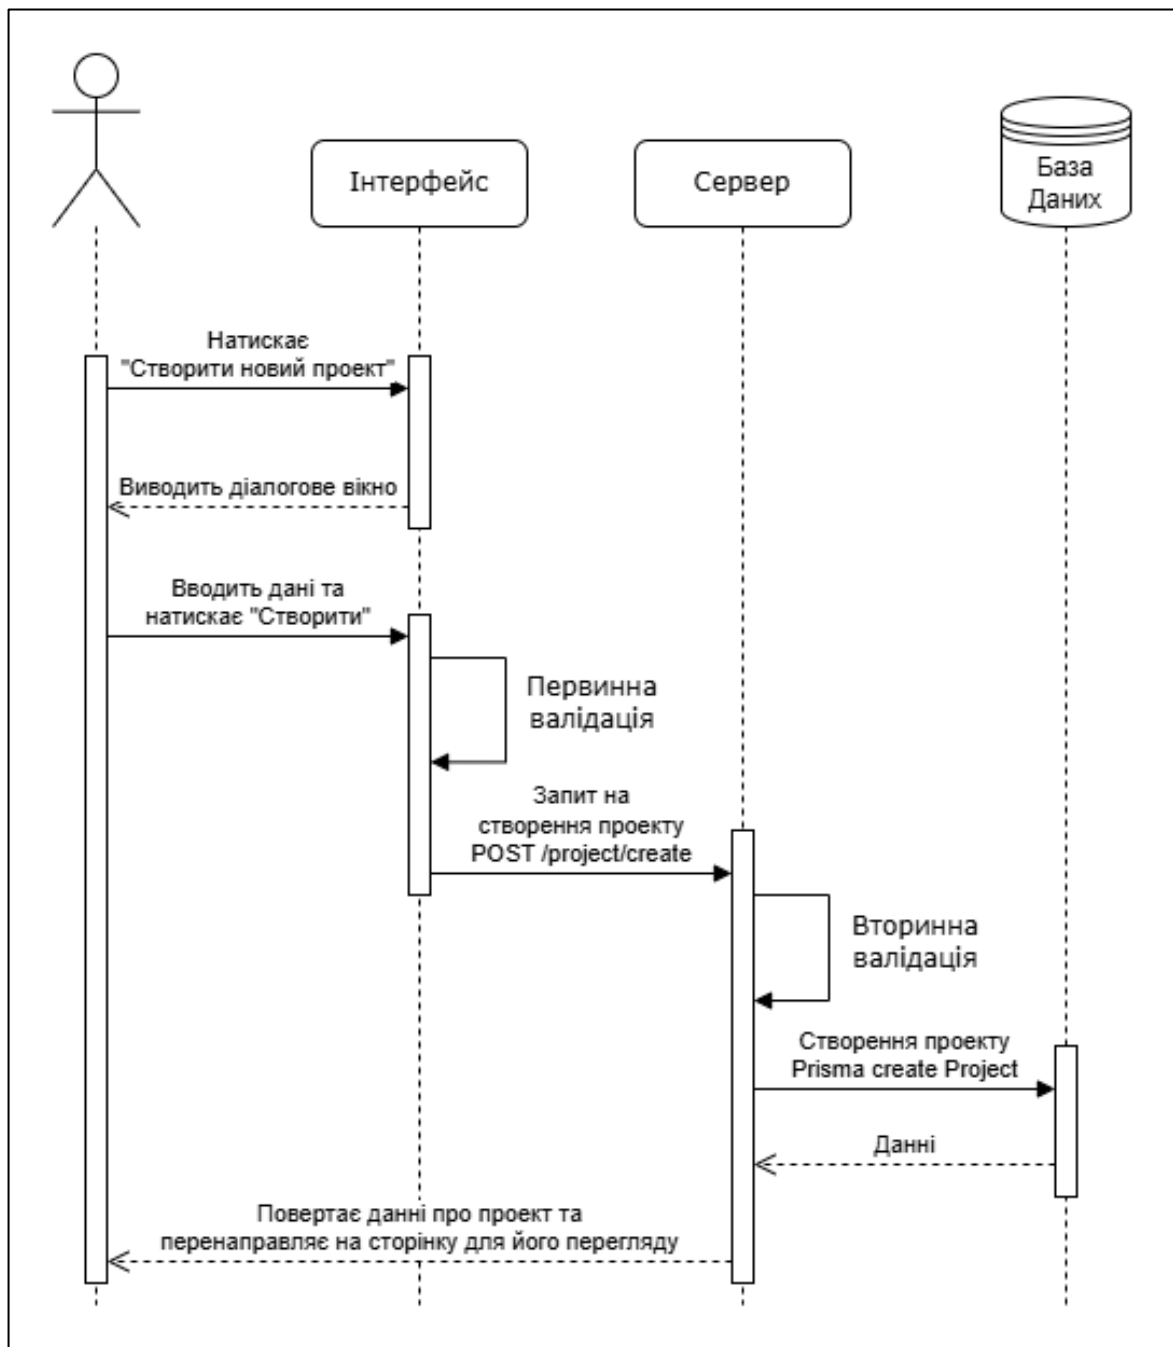 Інтерфейс
Сервер
База
Даних
Натискає
"Створити новий проект"
Виводить діалогове вікно
Вводить дані та
натискає "Створити"
Первинна
валідація
Запит на
створення проекту
POST /project/create
Вторинна
валідація
Створення проекту
Prisma create Project
Данні
Повертає данні про проект та
перенаправляє на сторінку для його перегляду